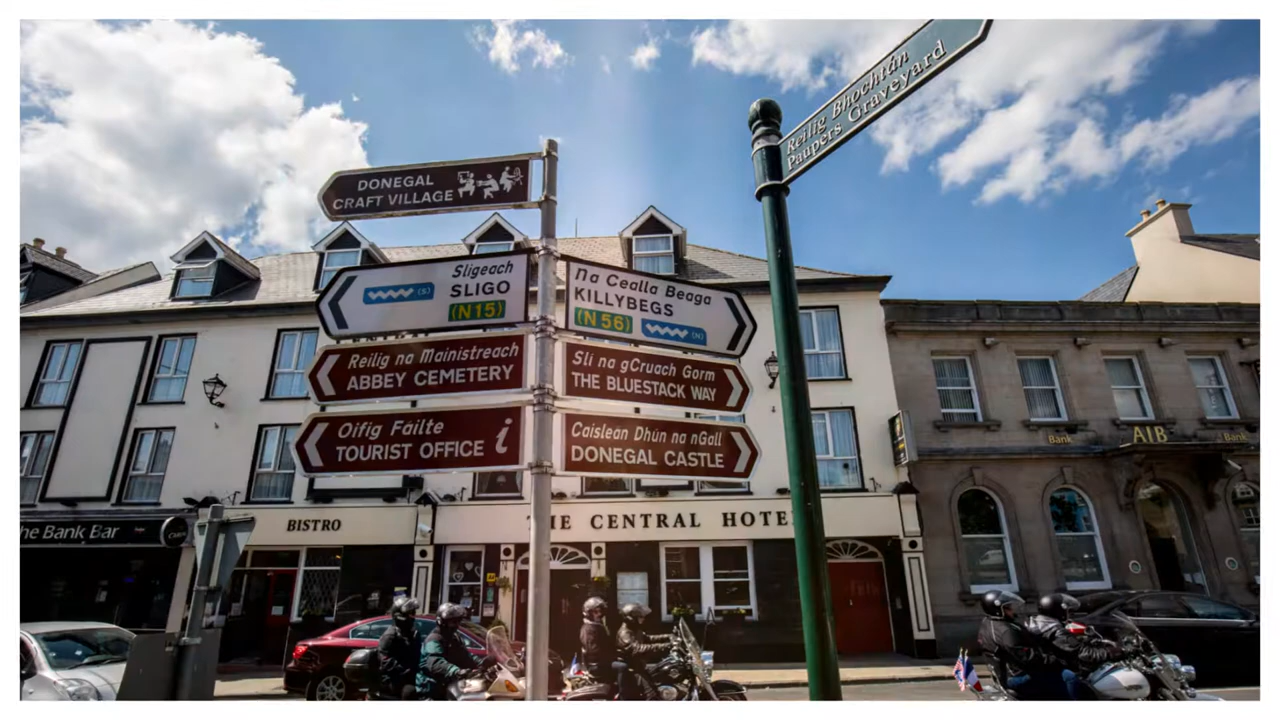 Reilig Bhochtán
Paupers Graveyard
DONEGAL
CRAFT VILLAGE
Sligeach
(S) SLIGO
(N15)
Na Cealla Beaga
KILLYBEGS
(N 56) (N)
Reilig na Mainistreach
ABBEY CEMETERY
Slí na gCruach Gorm
THE BLUESTACK WAY
Oifig Fáilte
TOURIST OFFICE i
Caisleán Dhún na nGall
DONEGAL CASTLE
Bank AIB Bank
he Bank Bar
BISTRO
HE CENTRAL HOTE